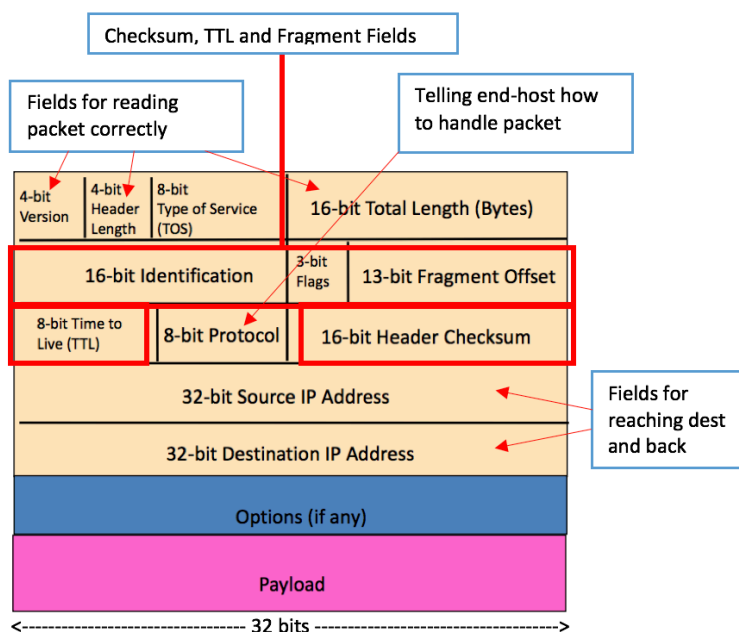 Checksum, TTL and Fragment Fields
Fields for reading
packet correctly
Telling end-host how
to handle packet
4-bit
Version
4-bit
Header
Length
8-bit
Type of Service
(TOS)
16-bit Total Length (Bytes)
16-bit Identification
3-bit
Flags
13-bit Fragment Offset
8-bit Time to
Live (TTL)
8-bit Protocol
16-bit Header Checksum
32-bit Source IP Address
Fields for
reaching dest
and back
32-bit Destination IP Address
Options (if any)
Payload
<------------------------ 32 bits -------------------------->